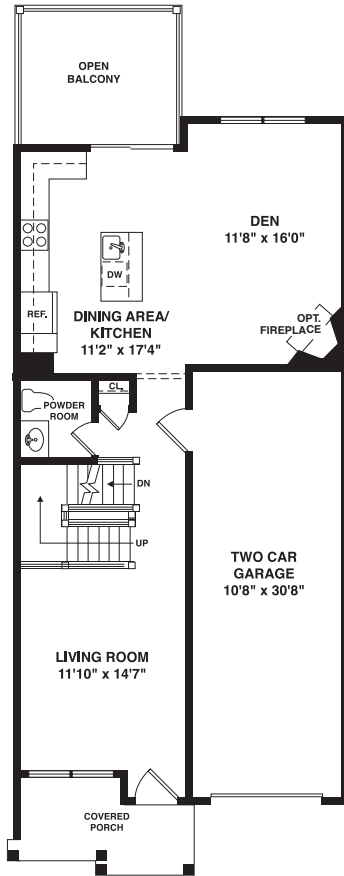 OPEN
BALCONY
DEN
11'8" x 16'0"
DW
REF.
DINING AREA/
KITCHEN
11'2" x 17'4"
OPT.
FIREPLACE
CL.
POWDER
ROOM
DN
UP
TWO CAR
GARAGE
10'8" x 30'8"
LIVING ROOM
11'10" x 14'7"
COVERED
PORCH